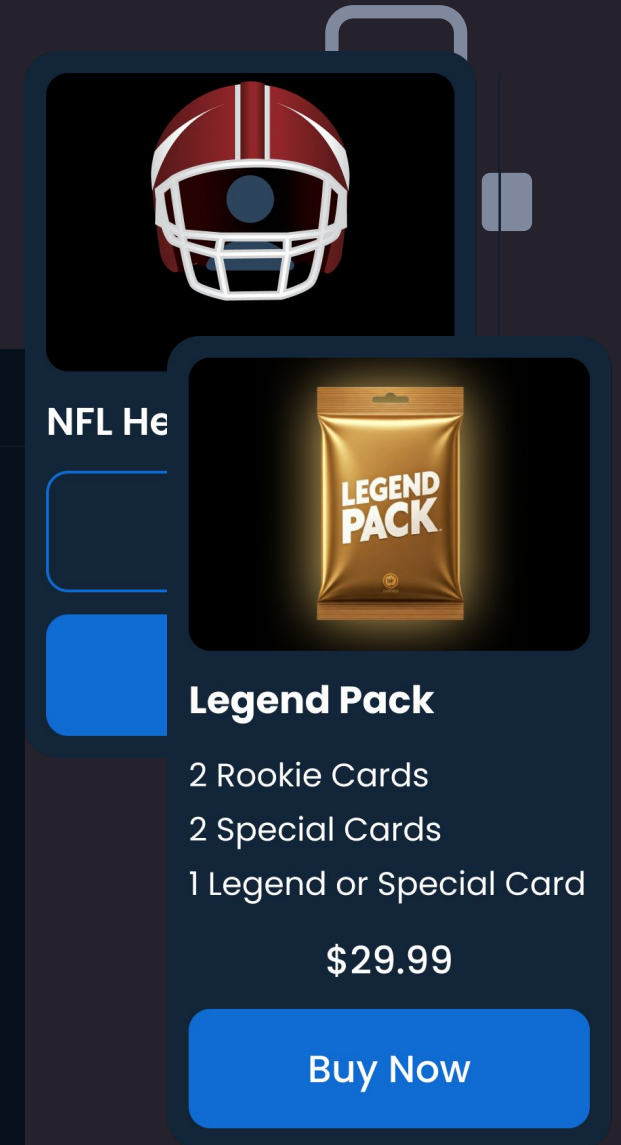 NFL He
LEGEND
PACK
Legend Pack
2 Rookie Cards
2 Special Cards
1 Legend or Special Card
$29.99
Buy Now